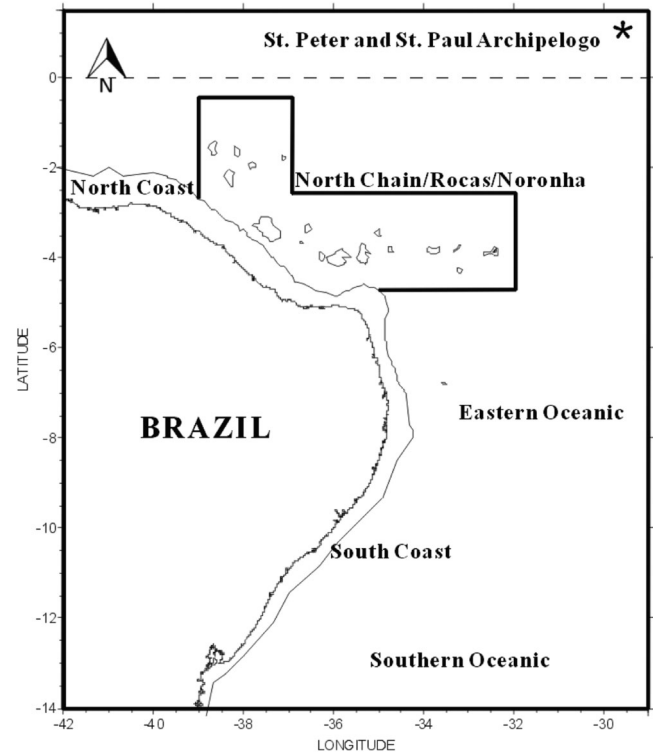 St. Peter and St. Paul Archipelogo *
N
North Coast
North Chain/Rocas/Noronha
Eastern Oceanic
BRAZIL
South Coast
Southern Oceanic
LATITUDE
0
-2
-4
-6
-8
-10
-12
-14
-42
-40
-38
-36
-34
-32
-30
LONGITUDE